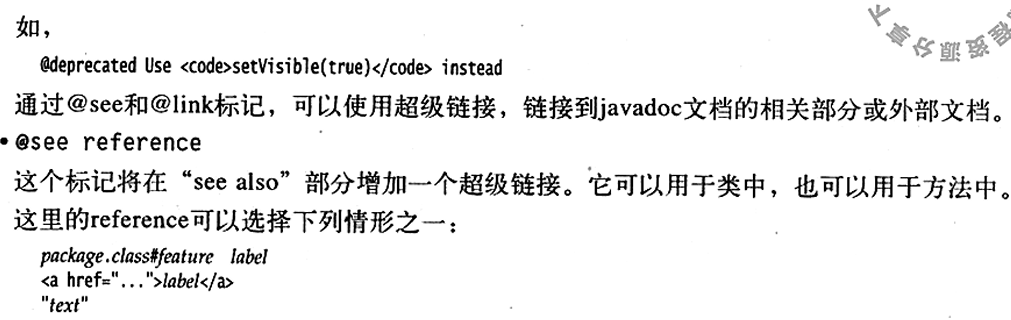 如，
@deprecated Use <code>setVisible(true)</code> instead
通过@see和@link标记，可以使用超级链接，链接到javadoc文档的相关部分或外部文档。
• @see reference
这个标记将在“see also”部分增加一个超级链接。它可以用于类中，也可以用于方法中。
这里的reference可以选择下列情形之一：
package.class#feature label
<a href="...">label</a>
"text"
程资源分享下